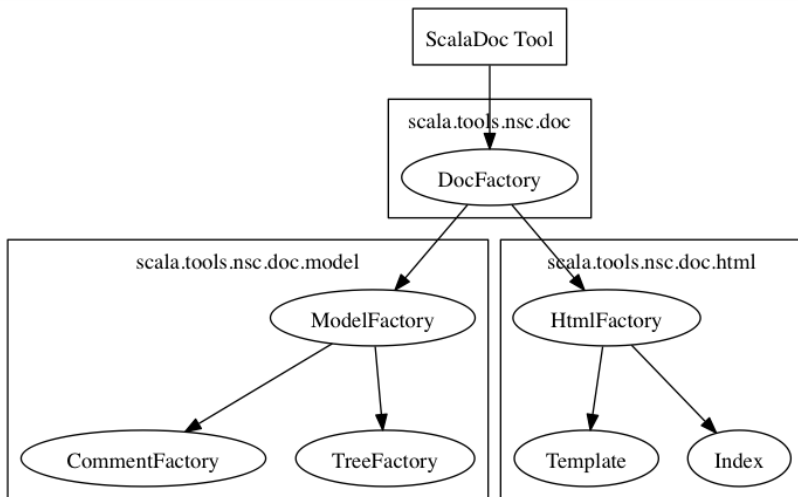 ScalaDoc Tool
scala.tools.nsc.doc
DocFactory
scala.tools.nsc.doc.model
scala.tools.nsc.doc.html
ModelFactory
HtmlFactory
CommentFactory
TreeFactory
Template
Index